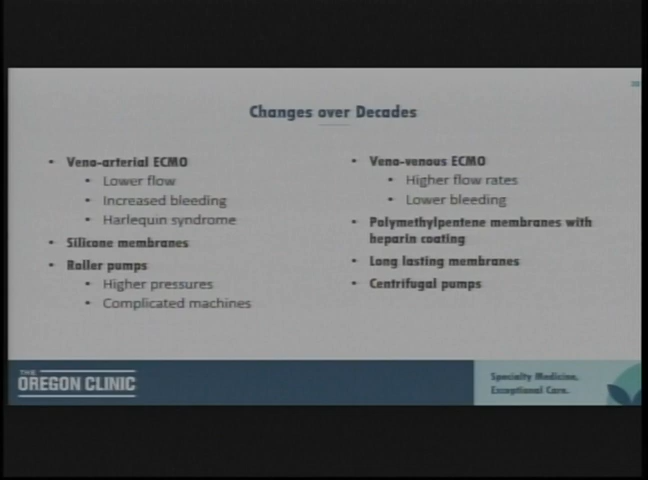 Changes over Decades
• Veno-arterial ECMO
• Lower flow
• Increased bleeding
• Harlequin syndrome
• Silicone membranes
• Roller pumps
• Higher pressures
• Complicated machines
• Veno-venous ECMO
• Higher flow rates
• Lower bleeding
• Polymethylpentene membranes with
heparin coating
• Long lasting membranes
• Centrifugal pumps
THE
OREGON CLINIC
Specialty Medicine.
Exceptional Care.